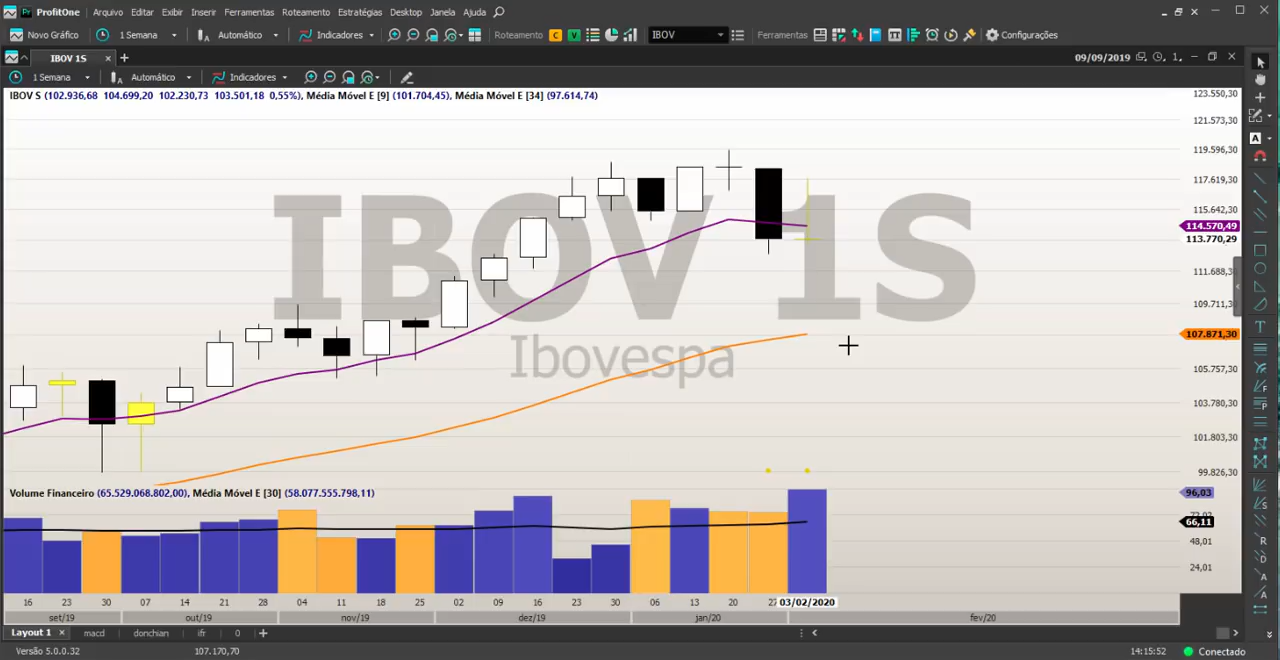 ProfitOne Arquivo Editar Exibir Inserir Ferramentas Roteamento Estratégias Desktop Janela Ajuda
Novo Gráfico 1 Semana Automático Indicadores Roteamento C V IBOV Ferramentas Configurações
IBOV 1S 09/09/2019
1 Semana Automático Indicadores
IBOV S (102.936,68 104.699,20 102.230,73 103.501,18 0,55%), Média Móvel E [9] (101.704,45), Média Móvel E [34] (97.614,74)
123.550,30
121.573,30
119.596,30
117.619,30
115.642,30
114.570,49
113.770,29
111.688,30
109.711,30
107.871,30
105.757,30
103.780,30
101.803,30
99.826,30
IBOV 1S
Ibovespa
Volume Financeiro (65.529.068.802,00), Média Móvel E [30] (58.077.555.798,11)
96,03
66,11
48,01
24,01
16 23 30 07 14 21 28 04 11 18 25 02 09 16 23 30 06 13 20 27 03/02/2020
set/19 out/19 nov/19 dez/19 jan/20 fev/20
Layout 1 macd donchian ifr 0
Versão 5.0.0.32 107.170,70 14:15:52 Conectado